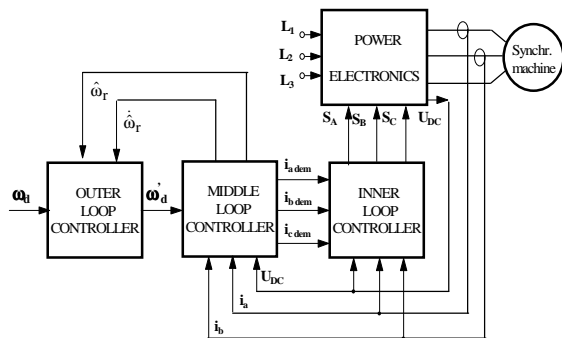 L1
L2
L3
POWER
ELECTRONICS
Synchr.
machine
SA
SB
SC
UDC
ω̂r
ω̂̇r
ωd
OUTER
LOOP
CONTROLLER
ω'd
MIDDLE
LOOP
CONTROLLER
ia dem
ib dem
ic dem
INNER
LOOP
CONTROLLER
UDC
ia
ib